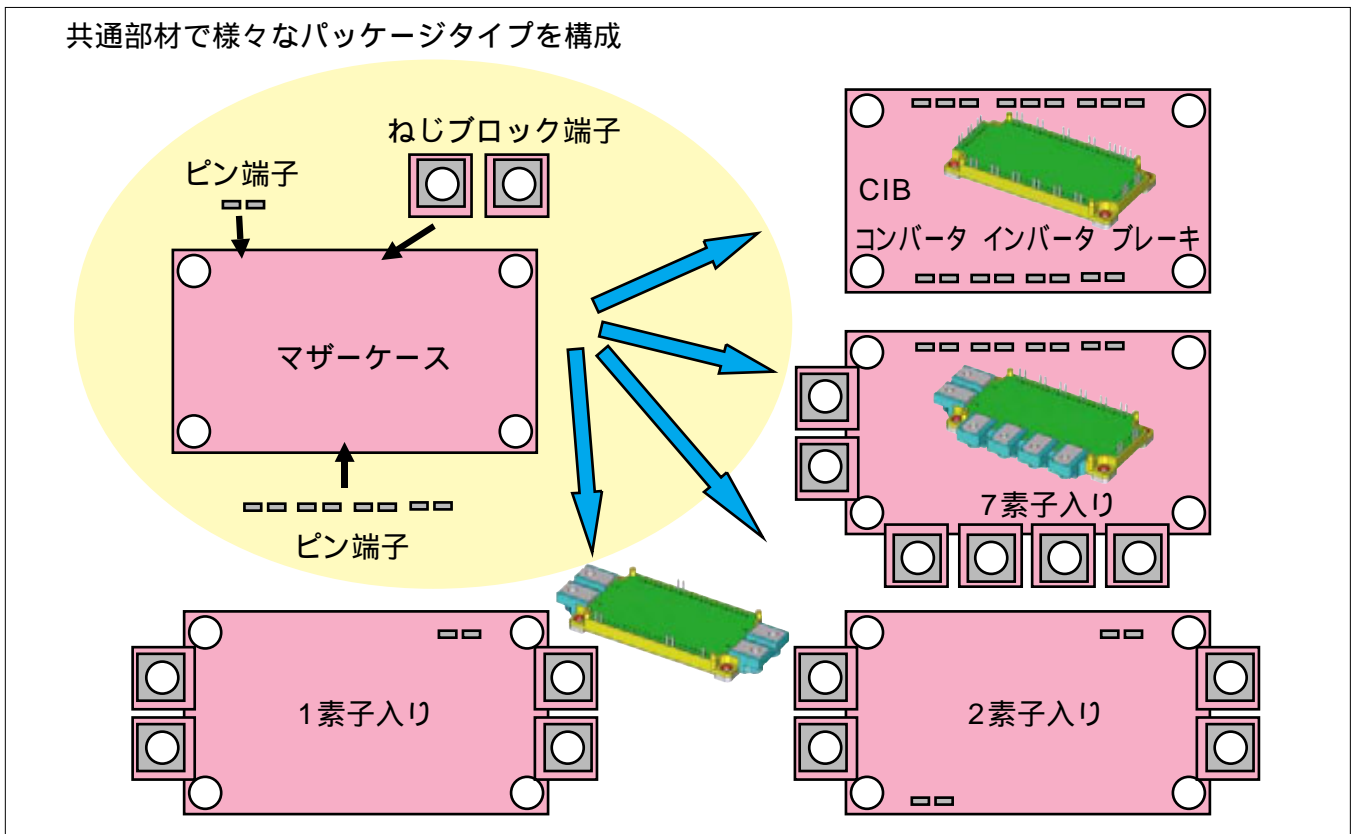 共通部材で様々なパッケージタイプを構成
ねじブロック端子
ピン端子
マザーケース
ピン端子
CIB
コンバータ インバータ ブレーキ
7素子入り
1素子入り
2素子入り